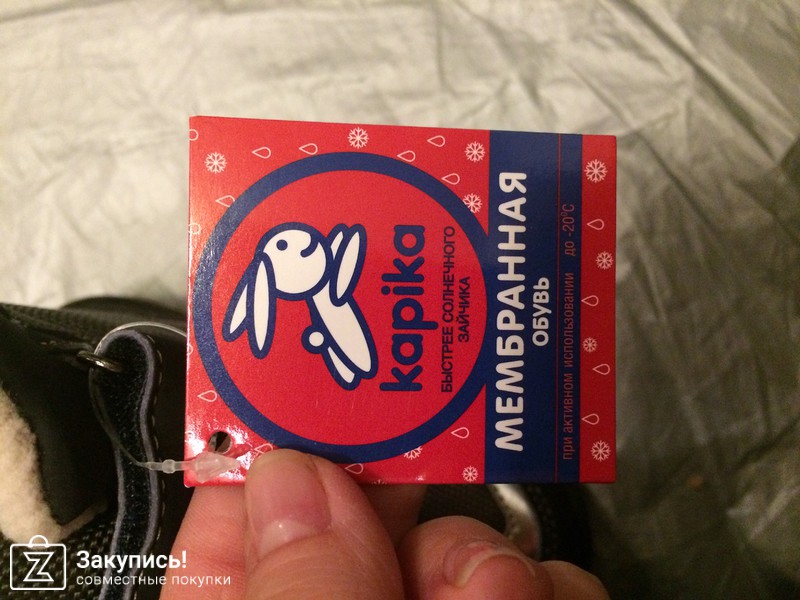 kapika
БЫСТРЕЕ СОЛНЕЧНОГО
ЗАЙЧИКА
МЕМБРАННАЯ
ОБУВЬ
при активном использовании до -20°C
Закупись!
совместные покупки